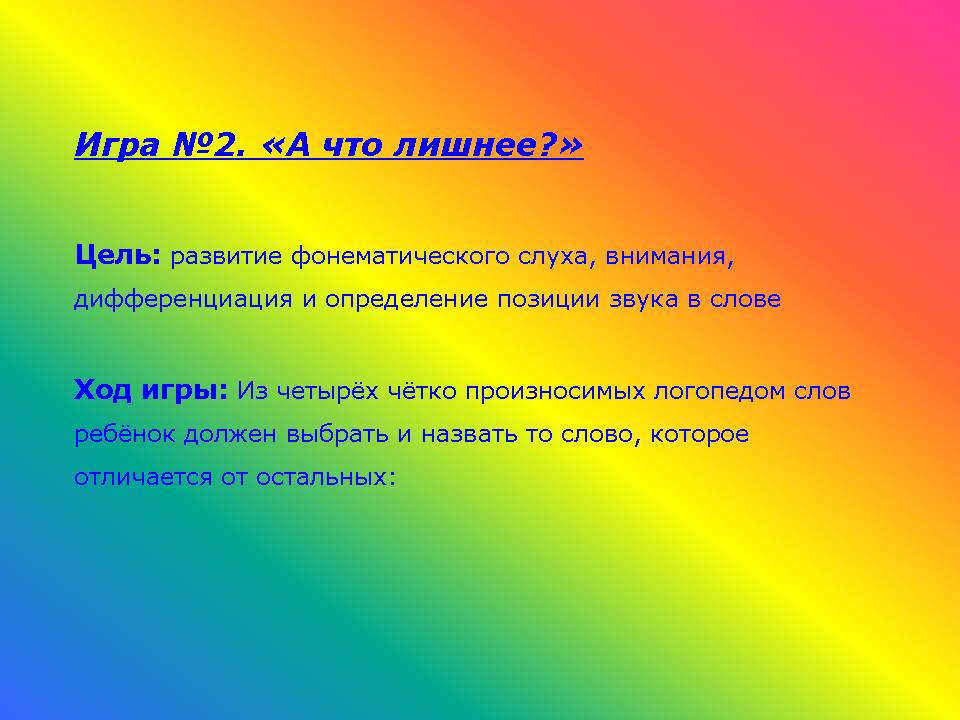 Игра №2. «А что лишнее?»
Цель: развитие фонематического слуха, внимания,
дифференциация и определение позиции звука в слове
Ход игры: Из четырёх чётко произносимых логопедом слов
ребёнок должен выбрать и назвать то слово, которое
отличается от остальных: